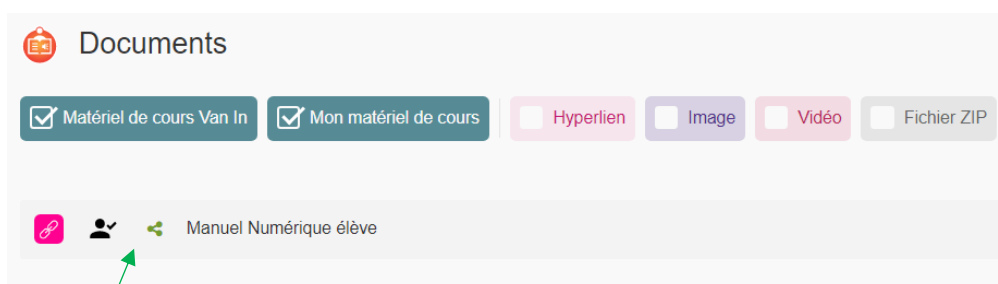 Documents
Matériel de cours Van In Mon matériel de cours Hyperlien Image Vidéo Fichier ZIP
Manuel Numérique élève